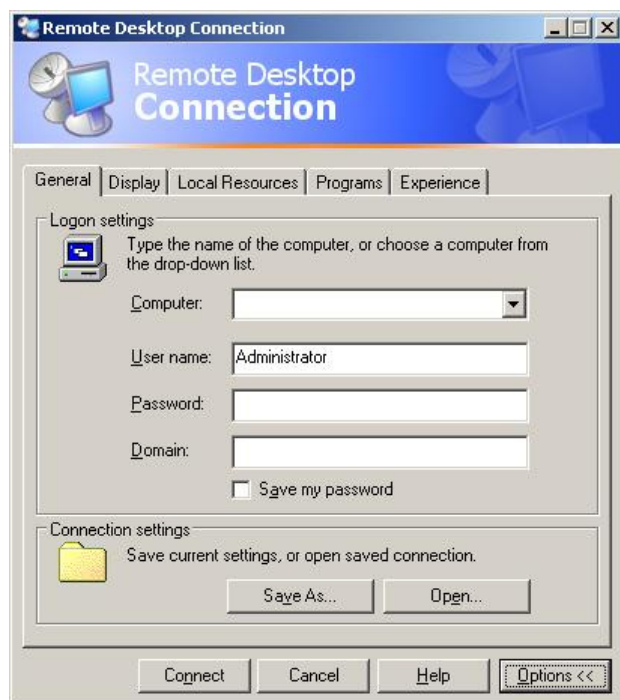 Remote Desktop Connection
Remote Desktop
Connection
General Display Local Resources Programs Experience
Logon settings
Type the name of the computer, or choose a computer from
the drop-down list.
Computer:
User name: Administrator
Password:
Domain:
Save my password
Connection settings
Save current settings, or open saved connection.
Save As... Open...
Connect Cancel Help Options <<